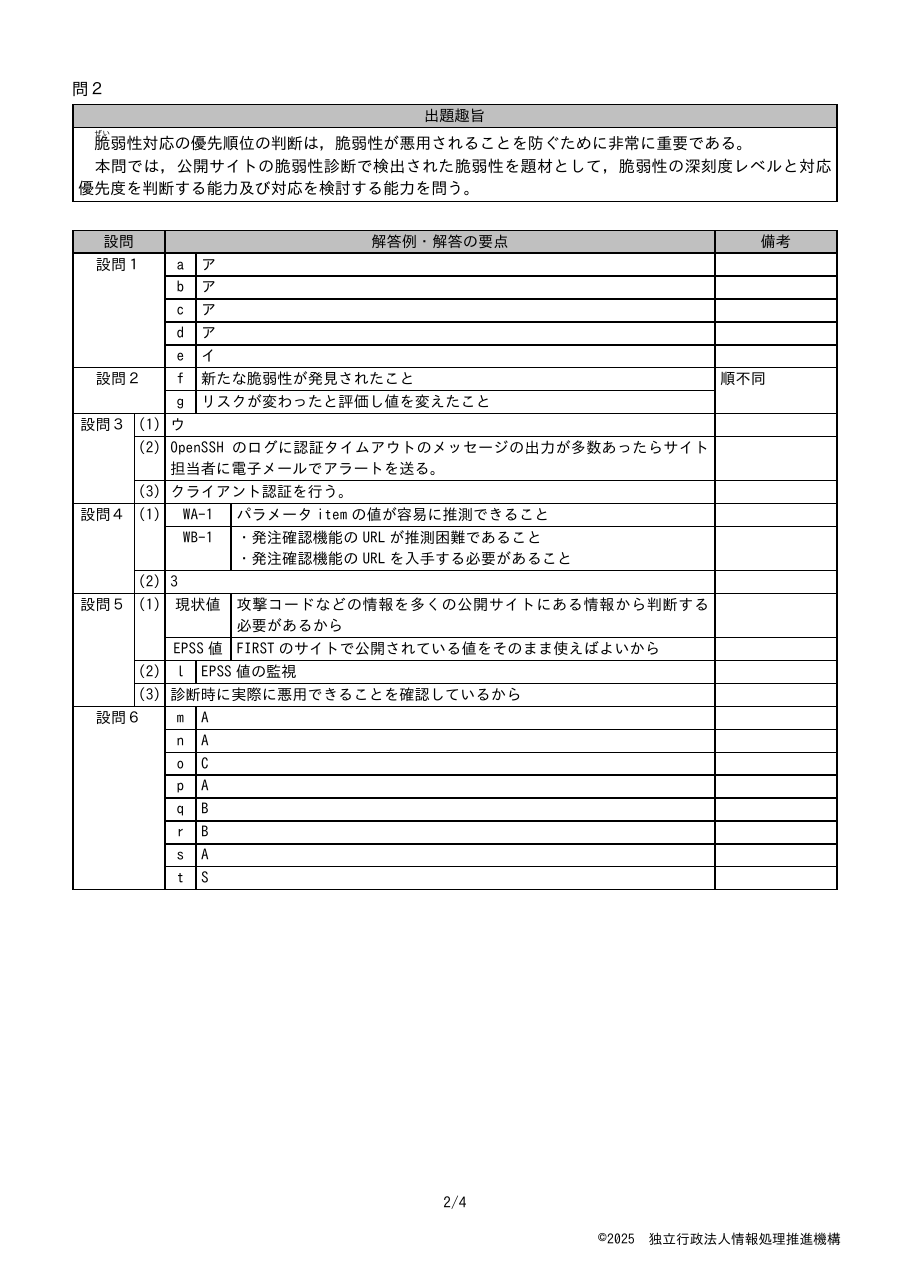 問２
出題趣旨
ぜい
脆弱性対応の優先順位の判断は，脆弱性が悪用されることを防ぐために非常に重要である。
本問では，公開サイトの脆弱性診断で検出された脆弱性を題材として，脆弱性の深刻度レベルと対応
優先度を判断する能力及び対応を検討する能力を問う。
設問 解答例・解答の要点 備考
設問１ a ア
b ア
c ア
d ア
e イ
設問２ f 新たな脆弱性が発見されたこと 順不同
g リスクが変わったと評価し値を変えたこと
設問３ (1) ウ
(2) OpenSSH のログに認証タイムアウトのメッセージの出力が多数あったらサイト
担当者に電子メールでアラートを送る。
(3) クライアント認証を行う。
設問４ (1) WA-1 パラメータ item の値が容易に推測できること
WB-1 ・発注確認機能の URL が推測困難であること
・発注確認機能の URL を入手する必要があること
(2) 3
設問５ (1) 現状値 攻撃コードなどの情報を多くの公開サイトにある情報から判断する
必要があるから
EPSS 値 FIRST のサイトで公開されている値をそのまま使えばよいから
(2) l EPSS 値の監視
(3) 診断時に実際に悪用できることを確認しているから
設問６ m A
n A
o C
p A
q B
r B
s A
t S
2/4
©2025 独立行政法人情報処理推進機構